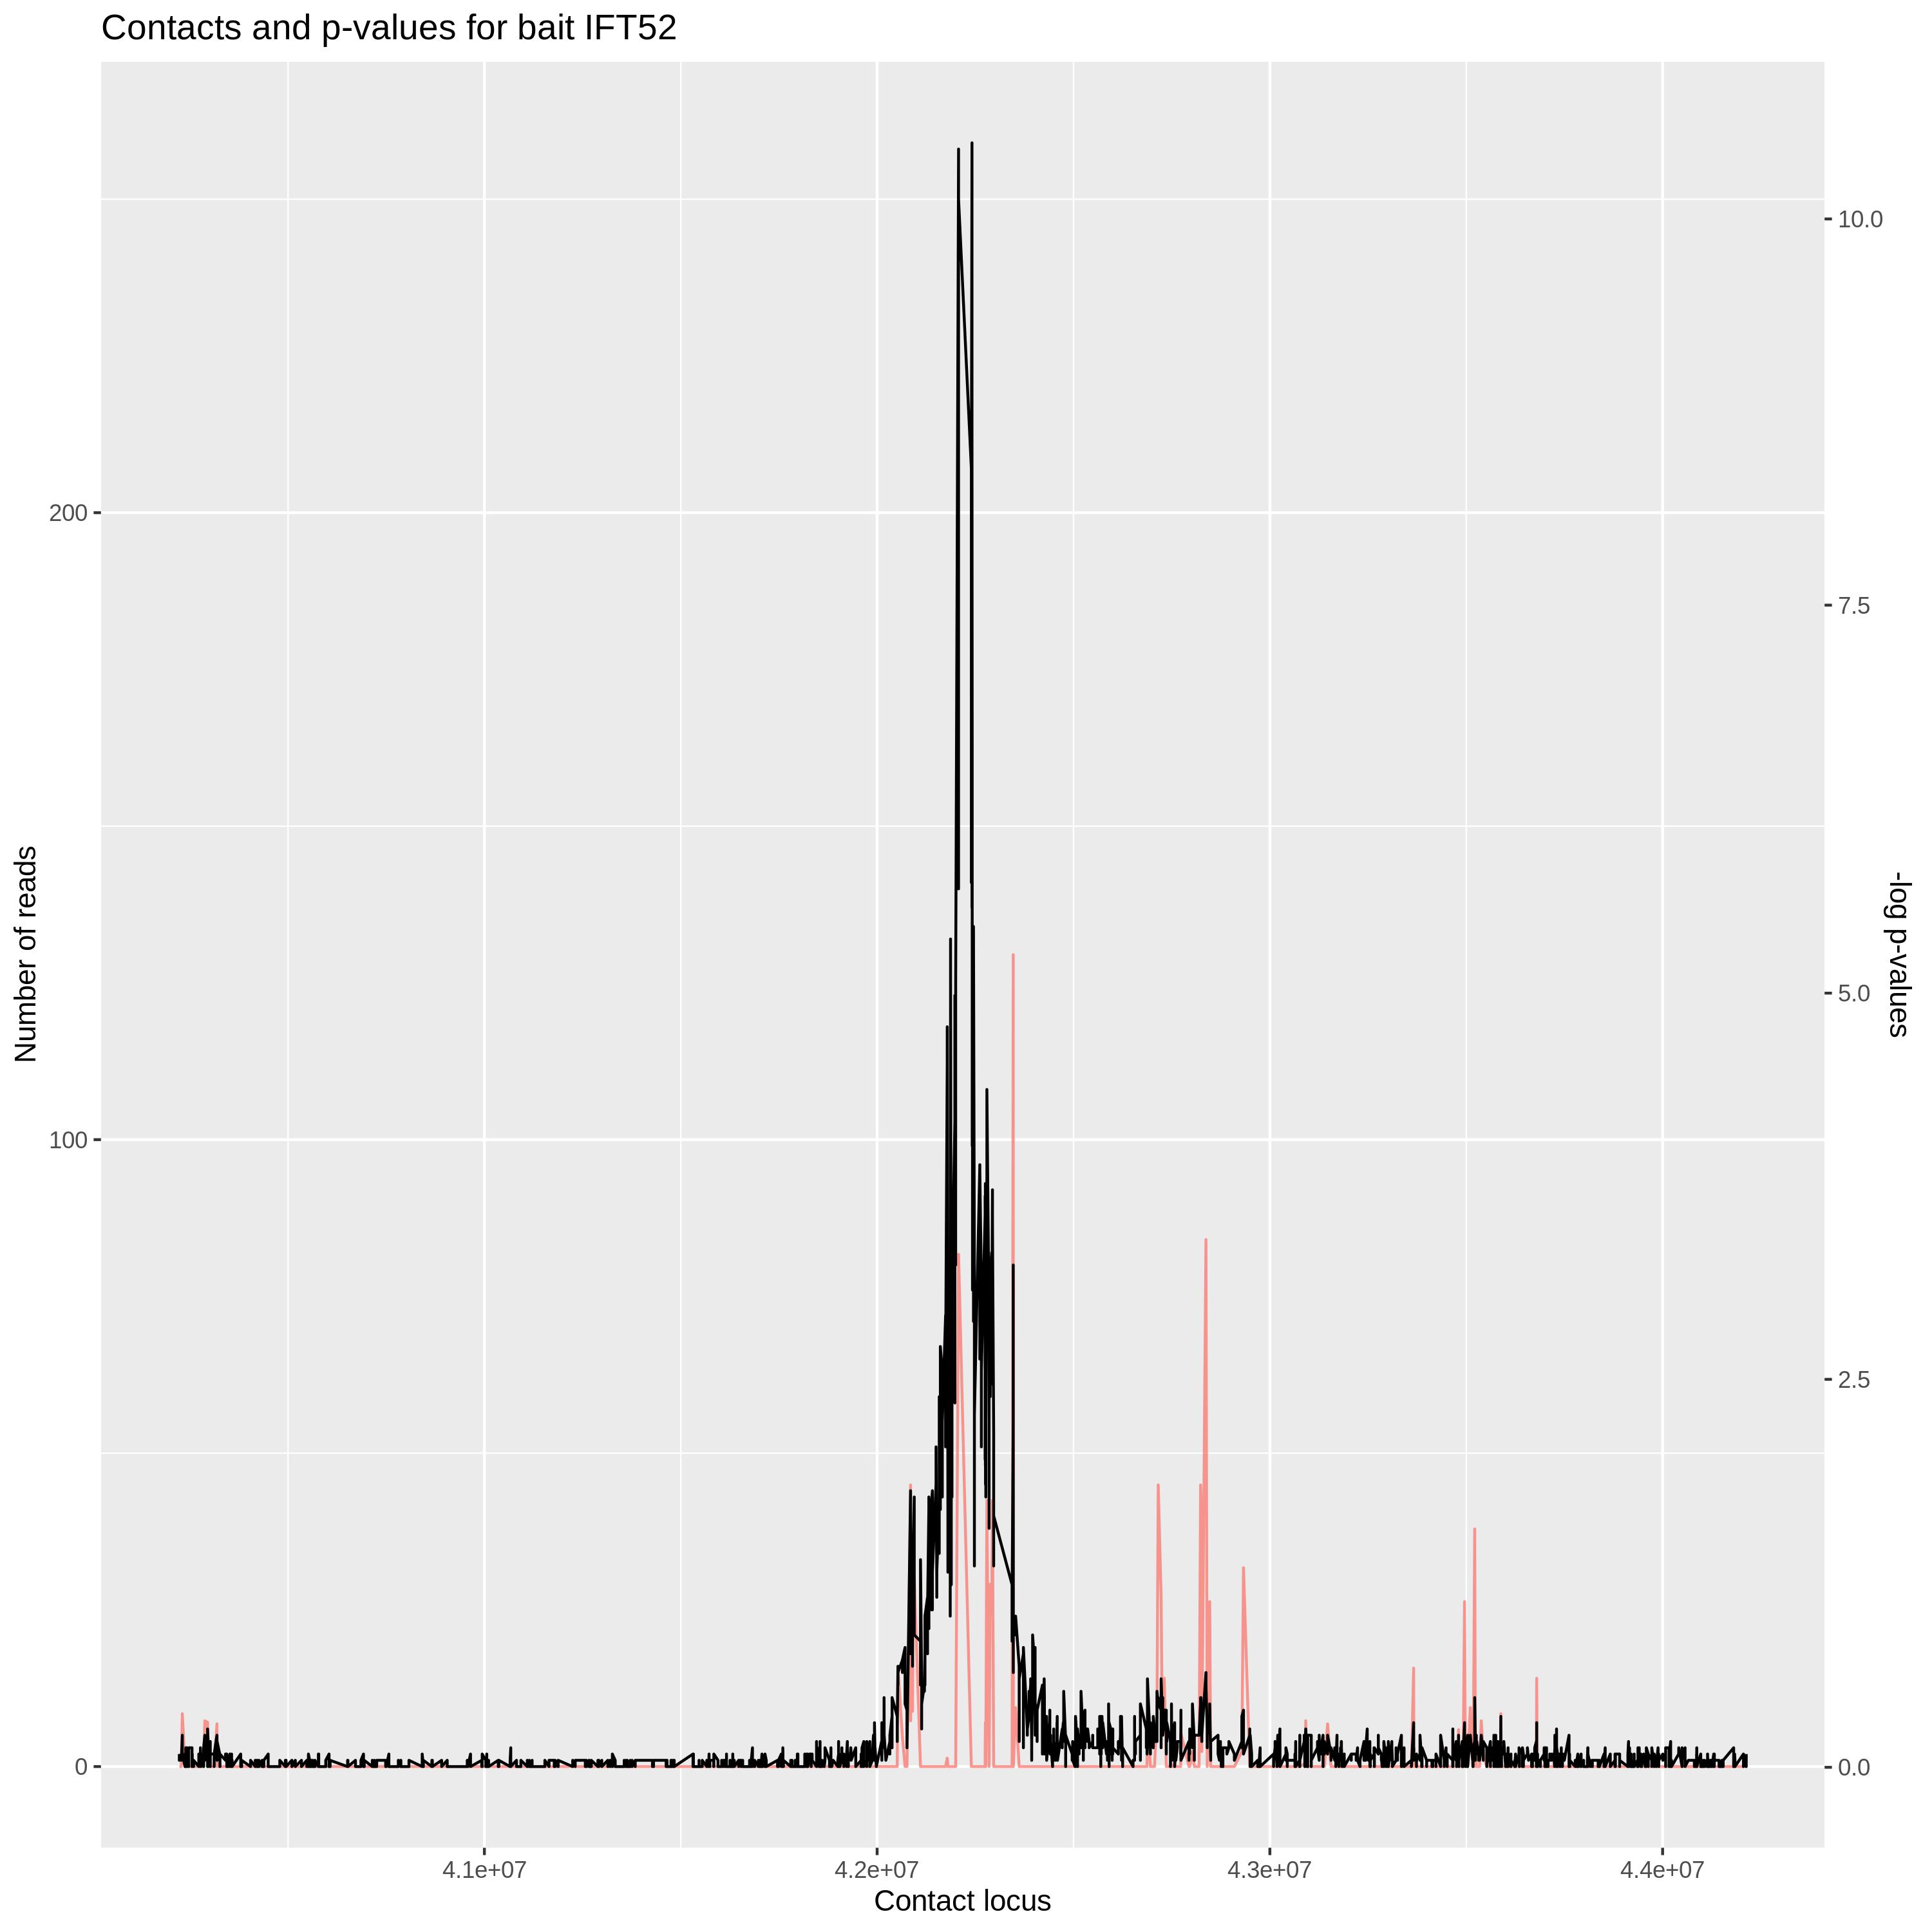 Contacts and p-values for bait IFT52
Number of reads
200
100
0
10.0
7.5
5.0
2.5
0.0
-log p-values
4.1e+07 4.2e+07 4.3e+07 4.4e+07
Contact locus